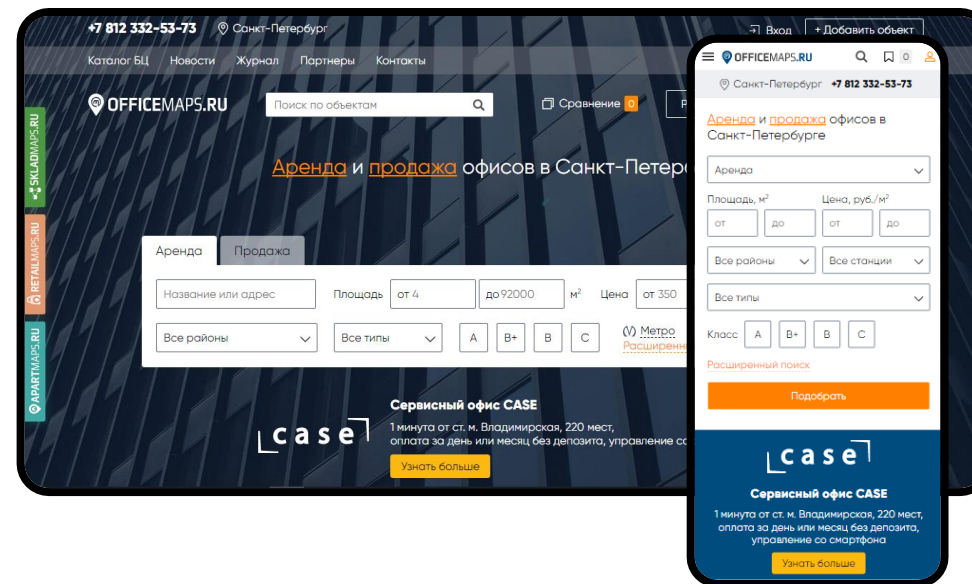 +7 812 332-53-73 Санкт-Петербург Вход + Добавить объект
Каталог БЦ Новости Журнал Партнеры Контакты
OFFICEMAPS.RU Поиск по объектам Сравнение 0
Аренда и продажа офисов в Санкт-Петер
SKLADMAPS.RU
RETAILMAPS.RU
APARTMAPS.RU
Аренда Продажа
Название или адрес Площадь от 4 до 92000 м² Цена от 350
Все районы Все типы A B+ B C (V) Метро
Расширенн
case
Сервисный офис CASE
1 минута от ст. м. Владимирская, 220 мест,
оплата за день или месяц без депозита, управление со
Узнать больше
OFFICEMAPS.RU 0
Санкт-Петербург +7 812 332-53-73
Аренда и продажа офисов в
Санкт-Петербурге
Аренда
Площадь, м² Цена, руб./м²
от до от до
Все районы Все станции
Все типы
Класс A B+ B C
Расширенный поиск
Подобрать
case
Сервисный офис CASE
1 минута от ст. м. Владимирская, 220 мест,
оплата за день или месяц без депозита,
управление со смартфона
Узнать больше